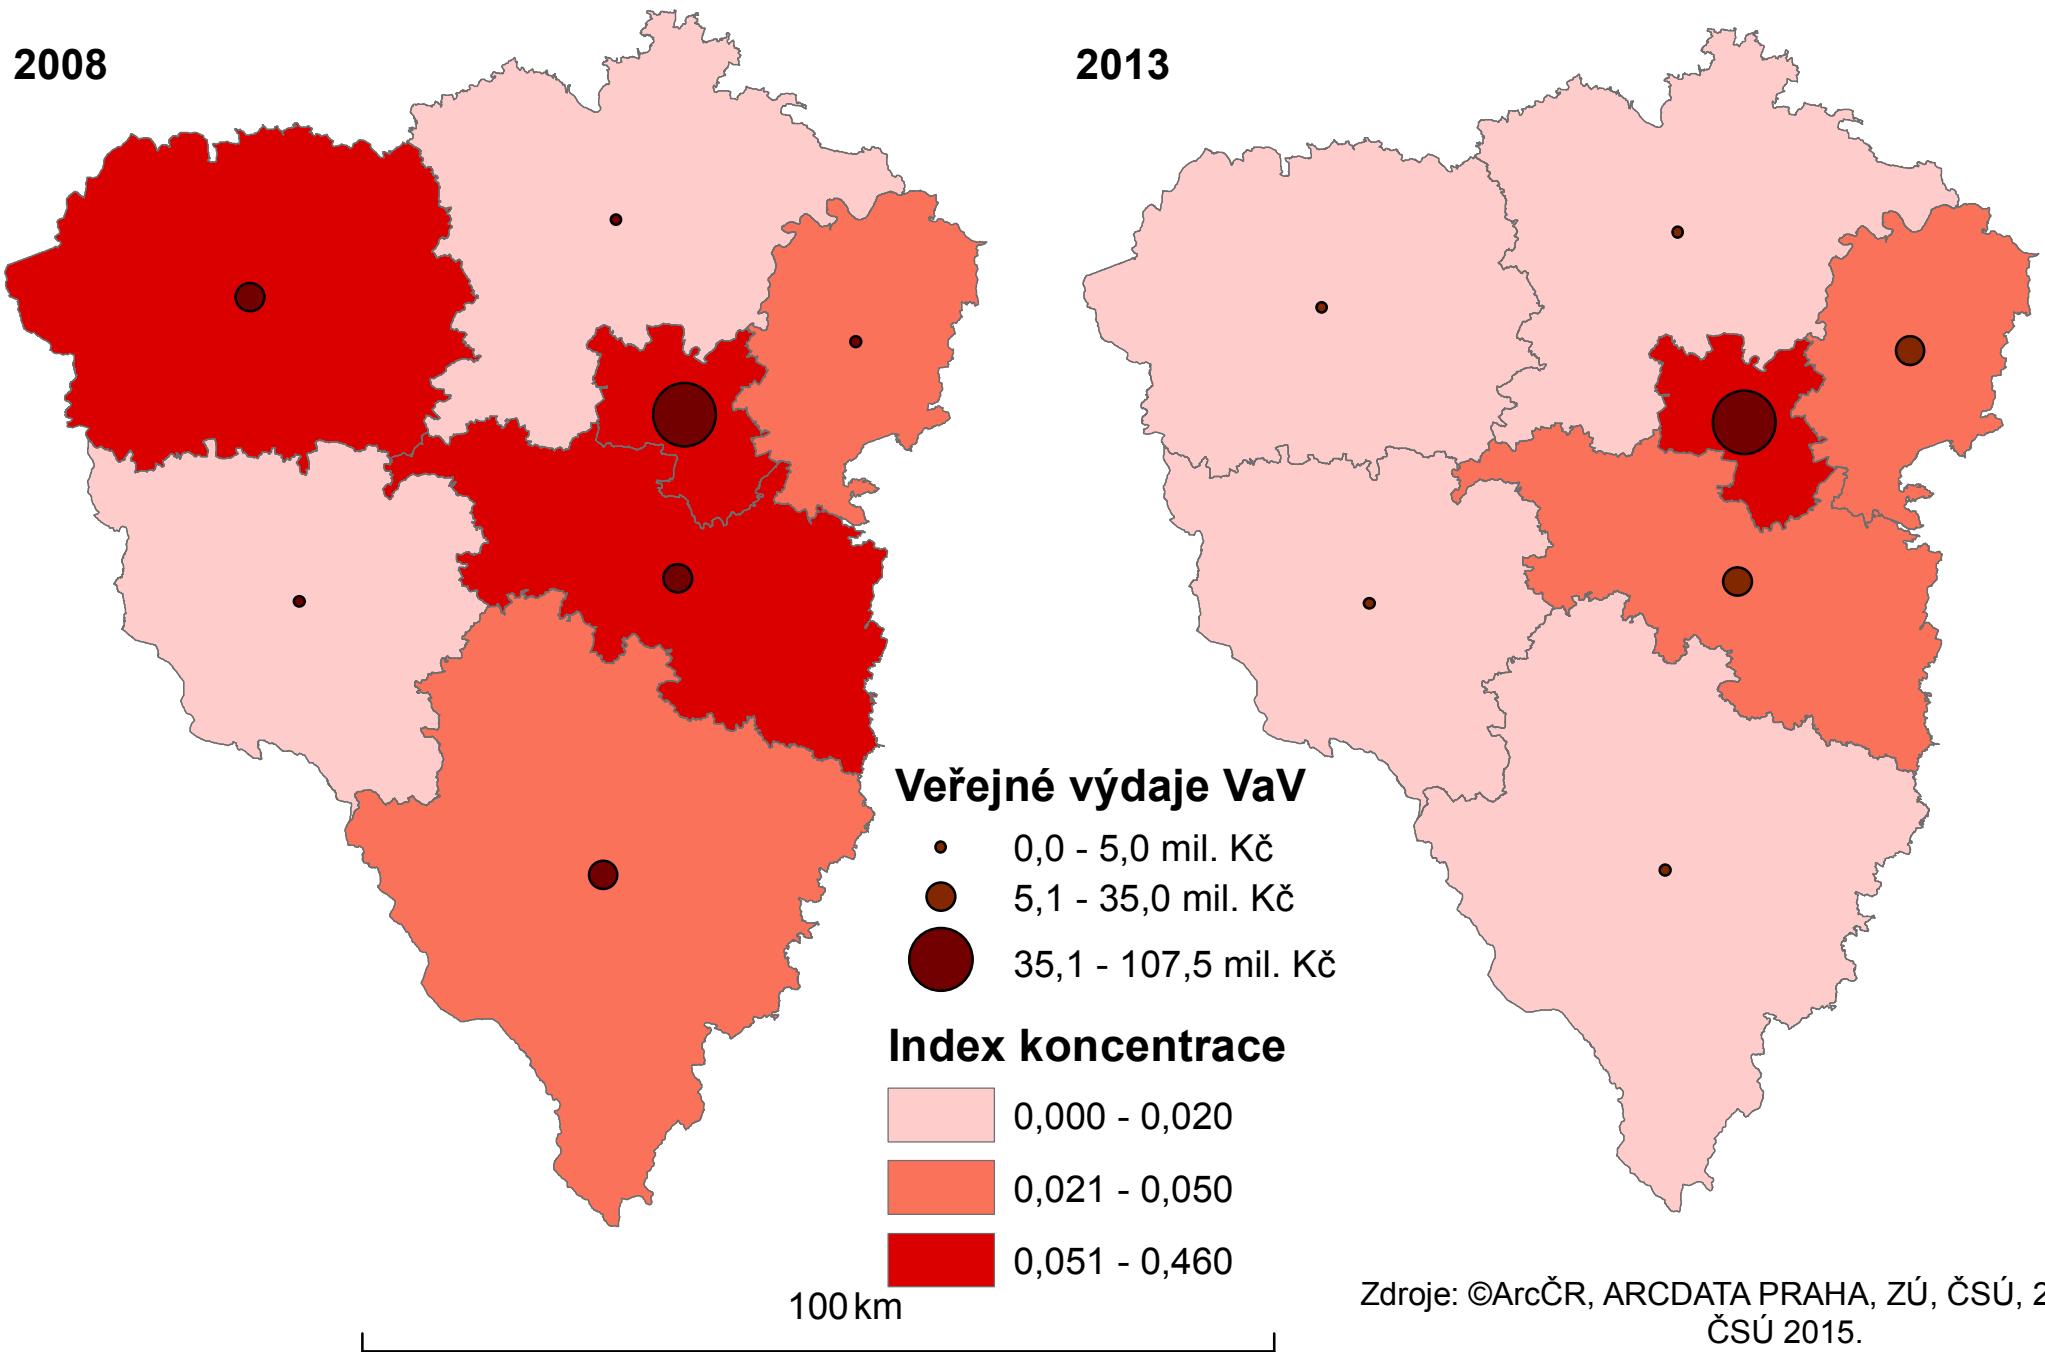 2008
2013
Veřejné výdaje VaV
0,0 - 5,0 mil. Kč
5,1 - 35,0 mil. Kč
35,1 - 107,5 mil. Kč
Index koncentrace
0,000 - 0,020
0,021 - 0,050
0,051 - 0,460
100 km
Zdroje: ©ArcČR, ARCDATA PRAHA, ZÚ, ČSÚ, 2
ČSÚ 2015.